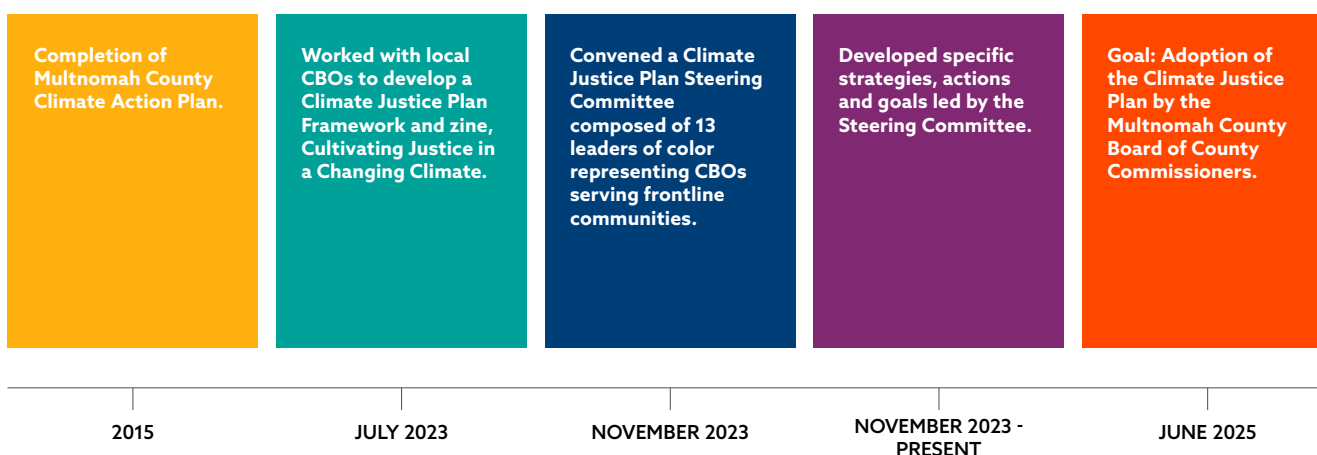 Completion of
Multnomah County
Climate Action Plan.
Worked with local
CBOs to develop a
Climate Justice Plan
Framework and zine,
Cultivating Justice in
a Changing Climate.
Convened a Climate
Justice Plan Steering
Committee
composed of 13
leaders of color
representing CBOs
serving frontline
communities.
Developed specific
strategies, actions
and goals led by the
Steering Committee.
Goal: Adoption of
the Climate Justice
Plan by the
Multnomah County
Board of County
Commissioners.
2015
JULY 2023
NOVEMBER 2023
NOVEMBER 2023 -
PRESENT
JUNE 2025